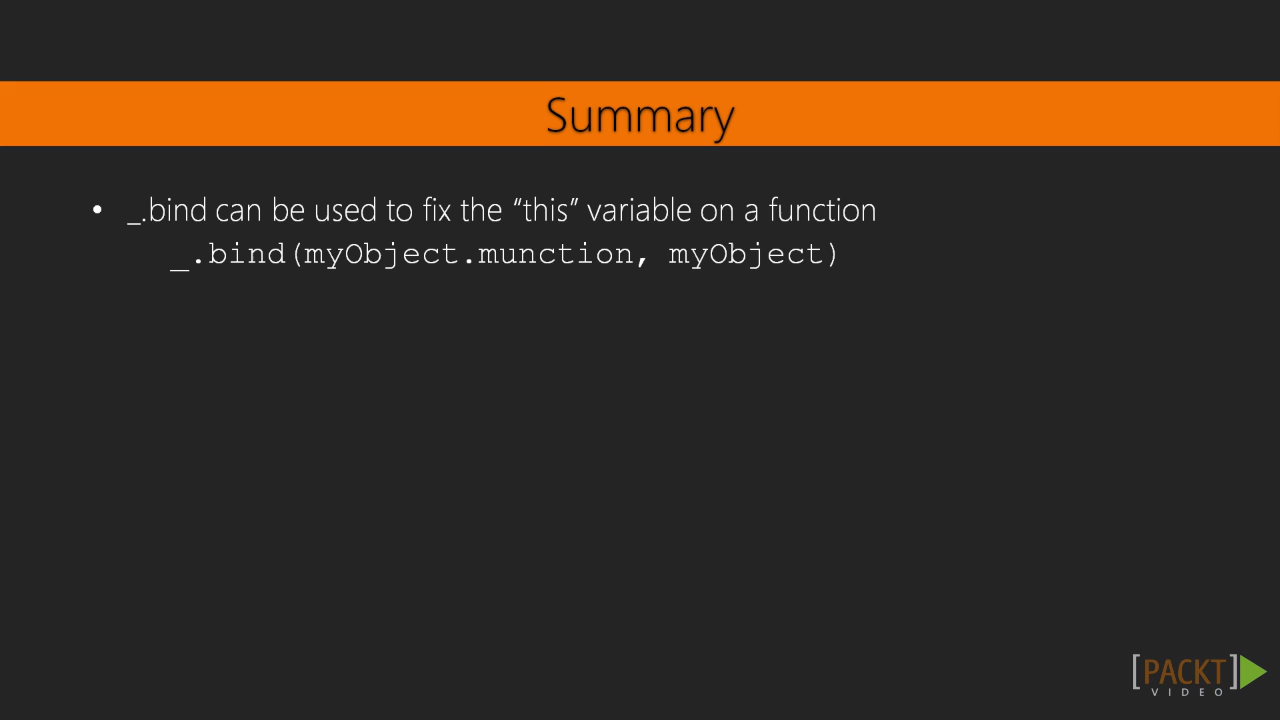 Summary
• _.bind can be used to fix the “this” variable on a function
_.bind(myObject.munction, myObject)
[PACKT]
VIDEO